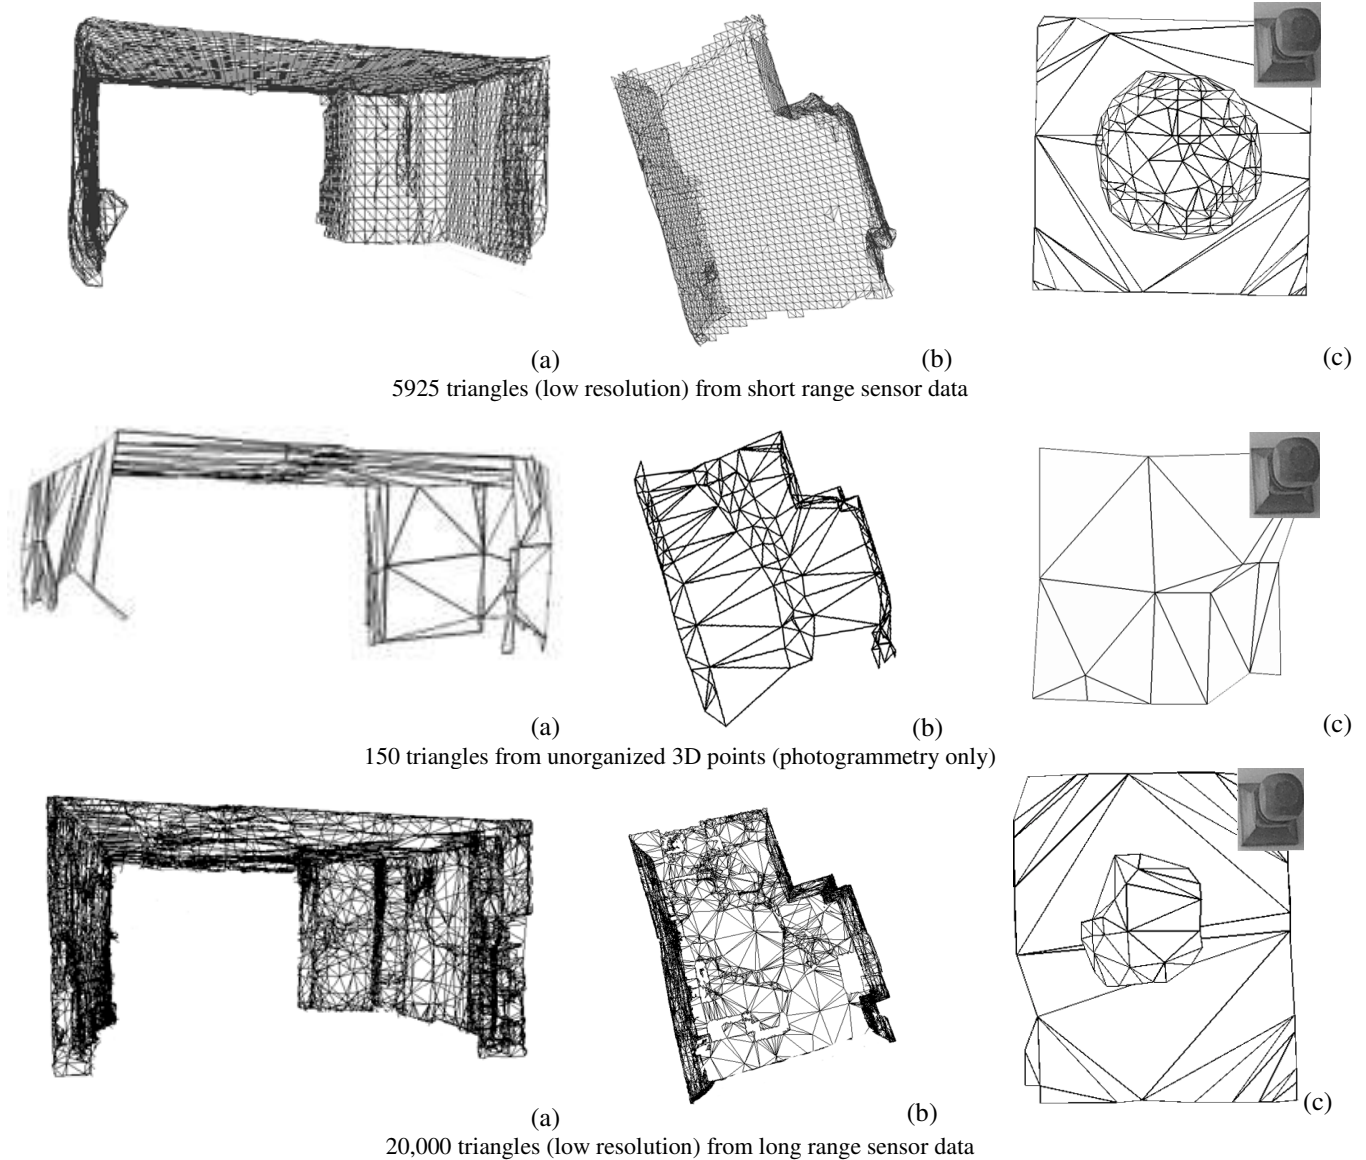 (a)
(b)
(c)
5925 triangles (low resolution) from short range sensor data
(a)
(b)
(c)
150 triangles from unorganized 3D points (photogrammetry only)
(a)
(b)
(c)
20,000 triangles (low resolution) from long range sensor data